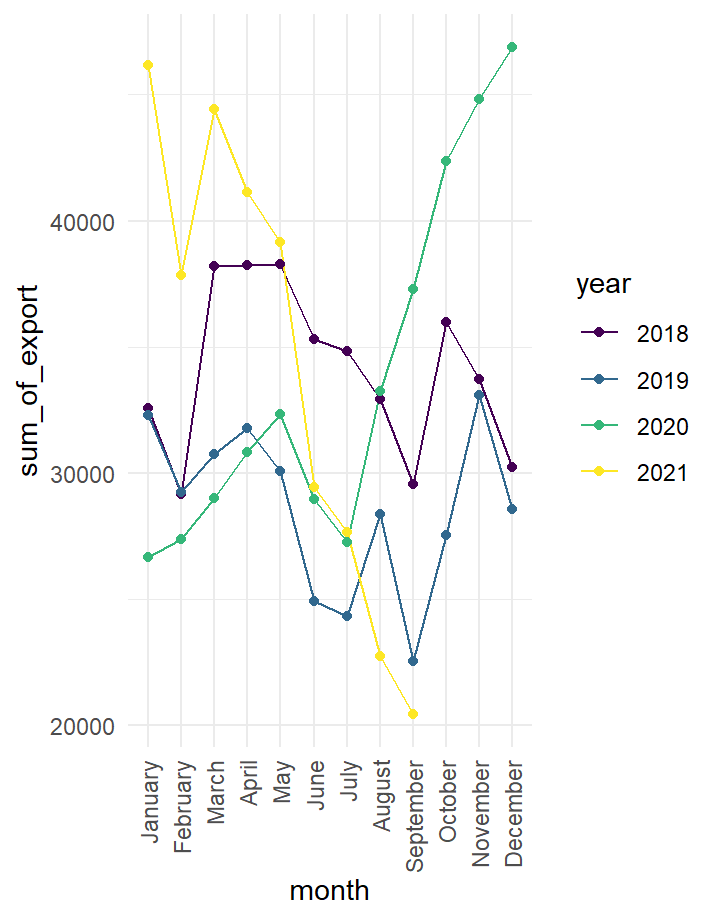 sum_of_export
40000
30000
20000
January
February
March
April
May
June
July
August
September
October
November
December
month
year
2018
2019
2020
2021